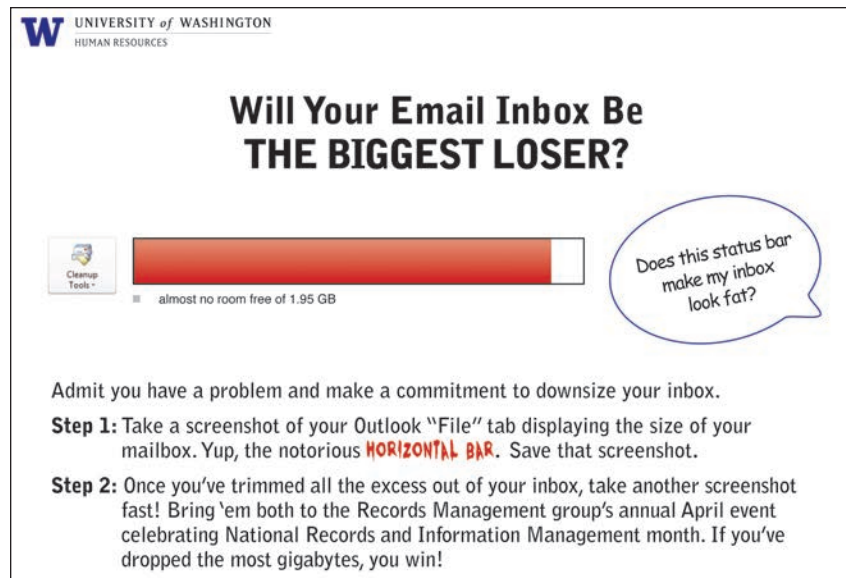 W
UNIVERSITY of WASHINGTON
HUMAN RESOURCES
Will Your Email Inbox Be
THE BIGGEST LOSER?
Cleanup
Tools
almost no room free of 1.95 GB
Does this status bar
make my inbox
look fat?
Admit you have a problem and make a commitment to downsize your inbox.
Step 1: Take a screenshot of your Outlook "File" tab displaying the size of your
mailbox. Yup, the notorious HORIZONTAL BAR. Save that screenshot.
Step 2: Once you've trimmed all the excess out of your inbox, take another screenshot
fast! Bring ‘em both to the Records Management group's annual April event
celebrating National Records and Information Management month. If you've
dropped the most gigabytes, you win!